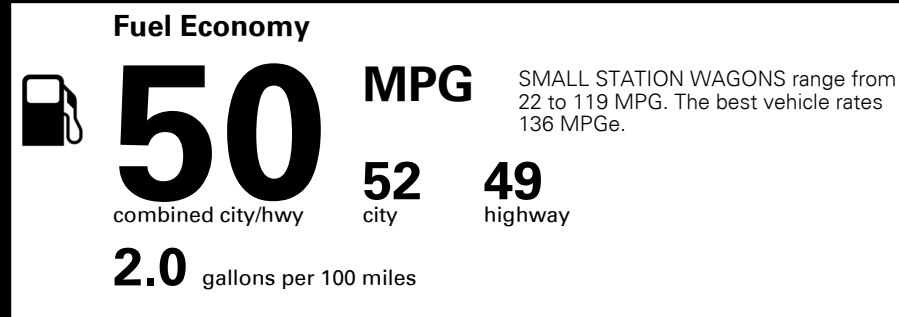 Fuel Economy
50
MPG
SMALL STATION WAGONS range from
22 to 119 MPG. The best vehicle rates
136 MPGe.
combined city/hwy
52
city
49
highway
2.0 gallons per 100 miles